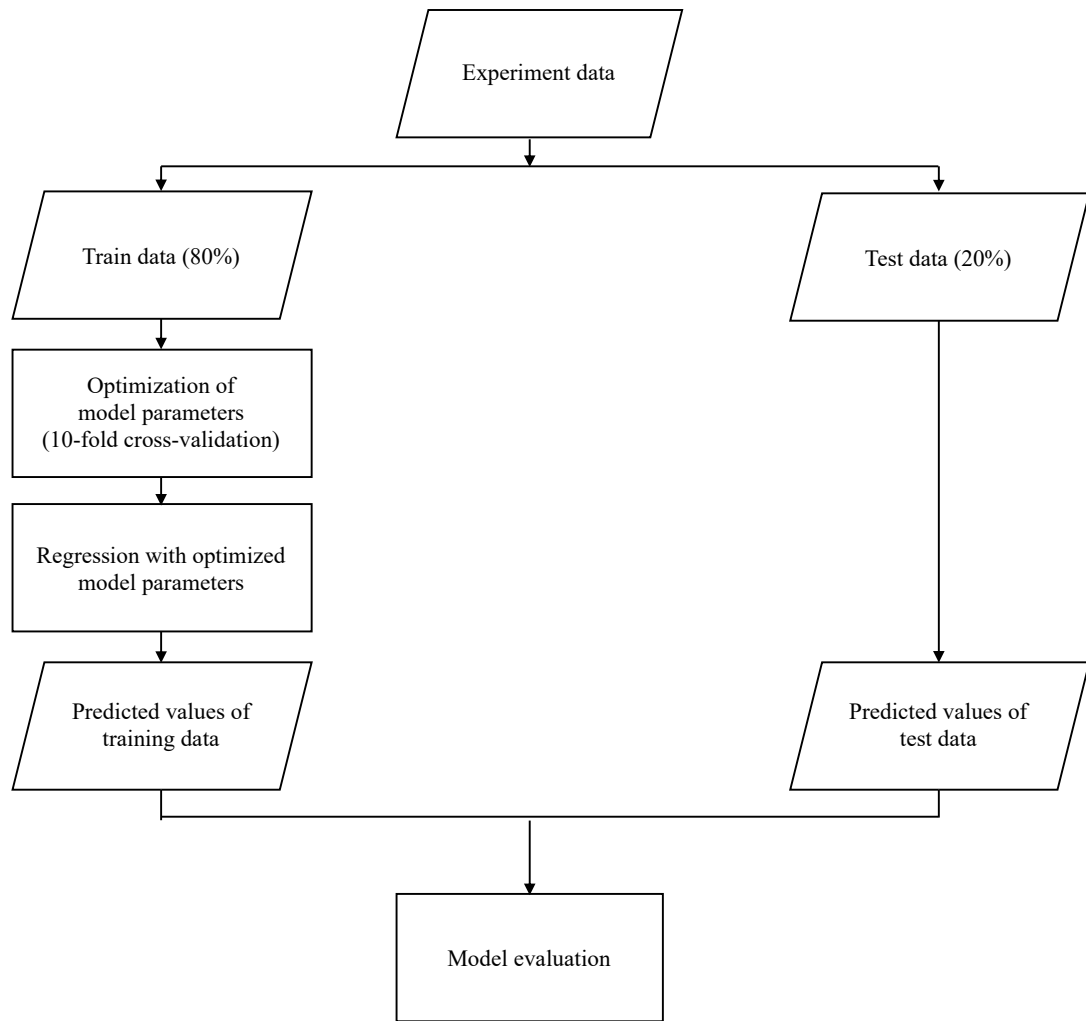 Experiment data
Train data (80%)
Test data (20%)
Optimization of
model parameters
(10-fold cross-validation)
Regression with optimized
model parameters
Predicted values of
training data
Predicted values of
test data
Model evaluation